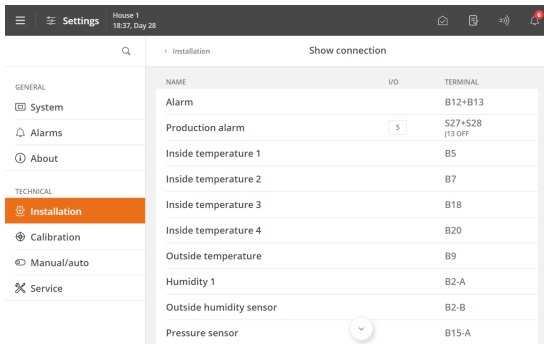 Settings
House 1
18:37, Day 28
6
‹ Installation
Show connection
GENERAL
System
Alarms
About
TECHNICAL
Installation
Calibration
Manual/auto
Service
NAME I/O TERMINAL
Alarm B12+B13
Production alarm 5 S27+S28
J13 OFF
Inside temperature 1 B5
Inside temperature 2 B7
Inside temperature 3 B18
Inside temperature 4 B20
Outside temperature B9
Humidity 1 B2-A
Outside humidity sensor B2-B
Pressure sensor B15-A